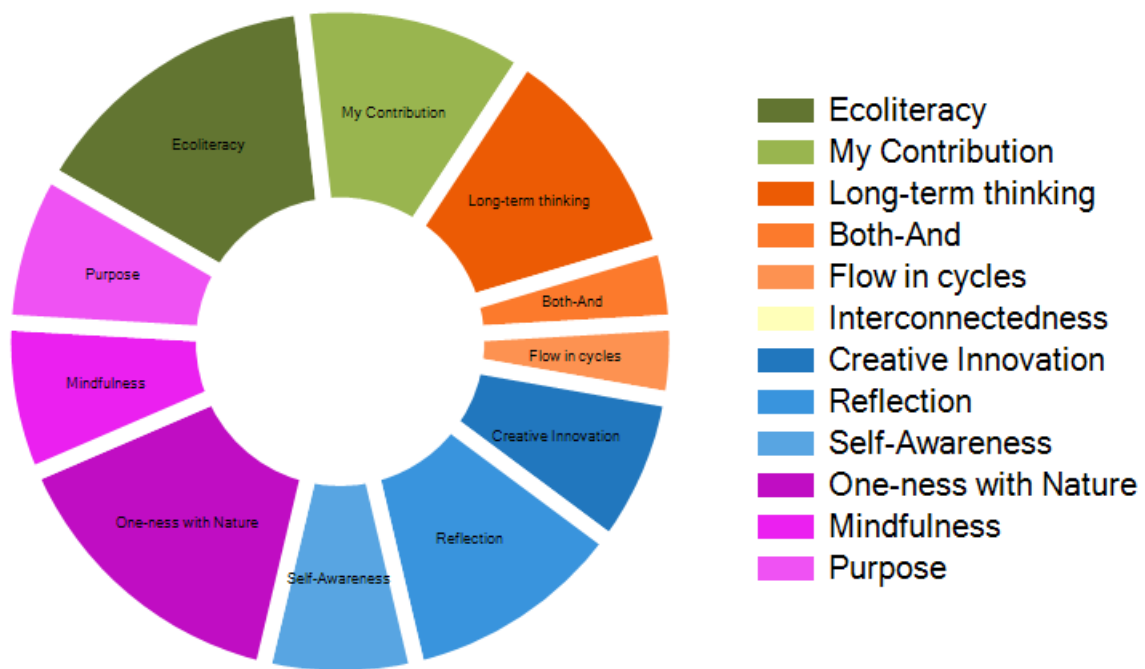 My Contribution
Ecoliteracy
Long-term thinking
Purpose
Both-And
Flow in cycles
Mindfulness
Creative Innovation
One-ness with Nature
Reflection
Self-Awareness
Ecoliteracy
My Contribution
Long-term thinking
Both-And
Flow in cycles
Interconnectedness
Creative Innovation
Reflection
Self-Awareness
One-ness with Nature
Mindfulness
Purpose